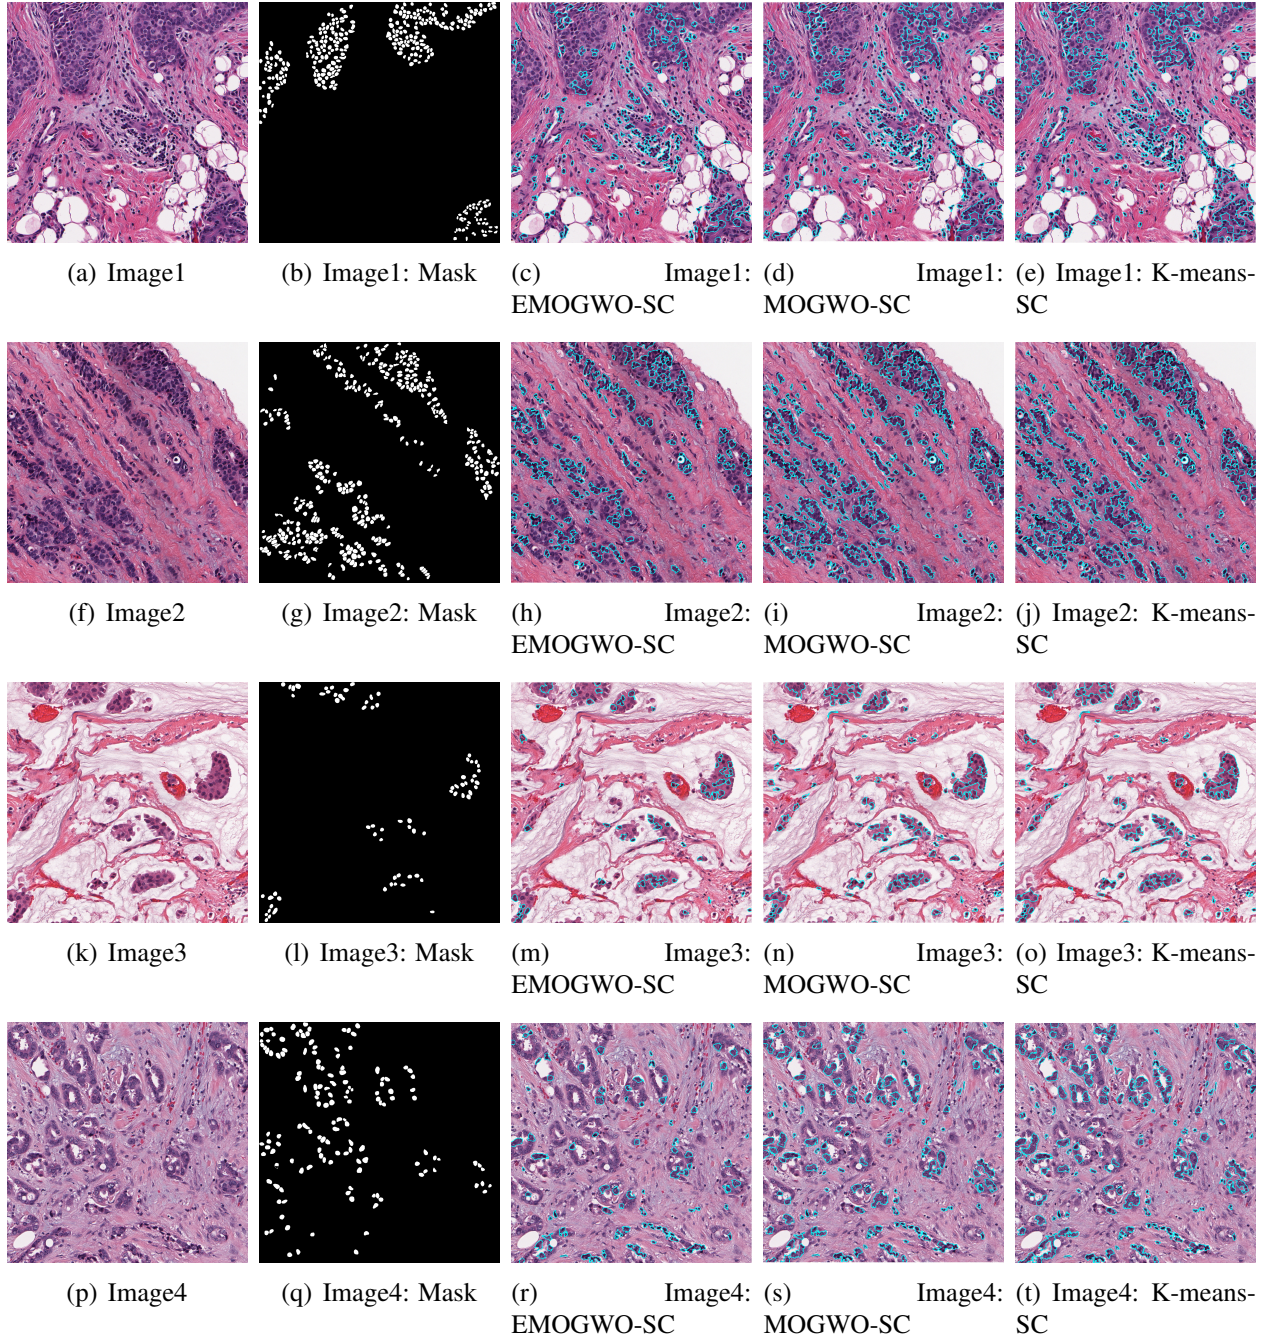 (a) Image1
(b) Image1: Mask
(c) Image1:
EMOGWO-SC
(d) Image1:
MOGWO-SC
(e) Image1: K-means-
SC
(f) Image2
(g) Image2: Mask
(h) Image2:
EMOGWO-SC
(i) Image2:
MOGWO-SC
(j) Image2: K-means-
SC
(k) Image3
(l) Image3: Mask
(m) Image3:
EMOGWO-SC
(n) Image3:
MOGWO-SC
(o) Image3: K-means-
SC
(p) Image4
(q) Image4: Mask
(r) Image4:
EMOGWO-SC
(s) Image4:
MOGWO-SC
(t) Image4: K-means-
SC